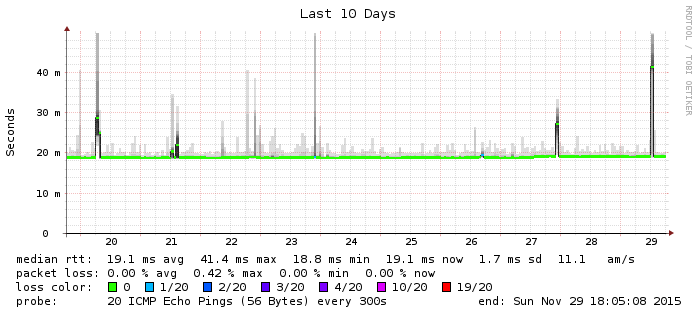 Last 10 Days
RRDTOOL / TOBI OETIKER
Seconds
40 m
30 m
20 m
10 m
0
20 21 22 23 24 25 26 27 28 29
median rtt: 19.1 ms avg 41.4 ms max 18.8 ms min 19.1 ms now 1.7 ms sd 11.1 am/s
packet loss: 0.00 % avg 0.42 % max 0.00 % min 0.00 % now
loss color: 0 1/20 2/20 3/20 4/20 10/20 19/20
probe: 20 ICMP Echo Pings (56 Bytes) every 300s end: Sun Nov 29 18:05:08 2015